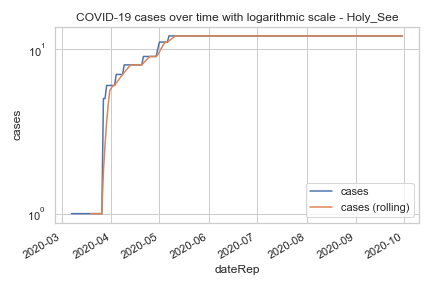 COVID-19 cases over time with logarithmic scale - Holy_See
cases
10¹
10⁰
cases
cases (rolling)
2020-03
2020-04
2020-05
2020-06
2020-07
2020-08
2020-09
2020-10
dateRep